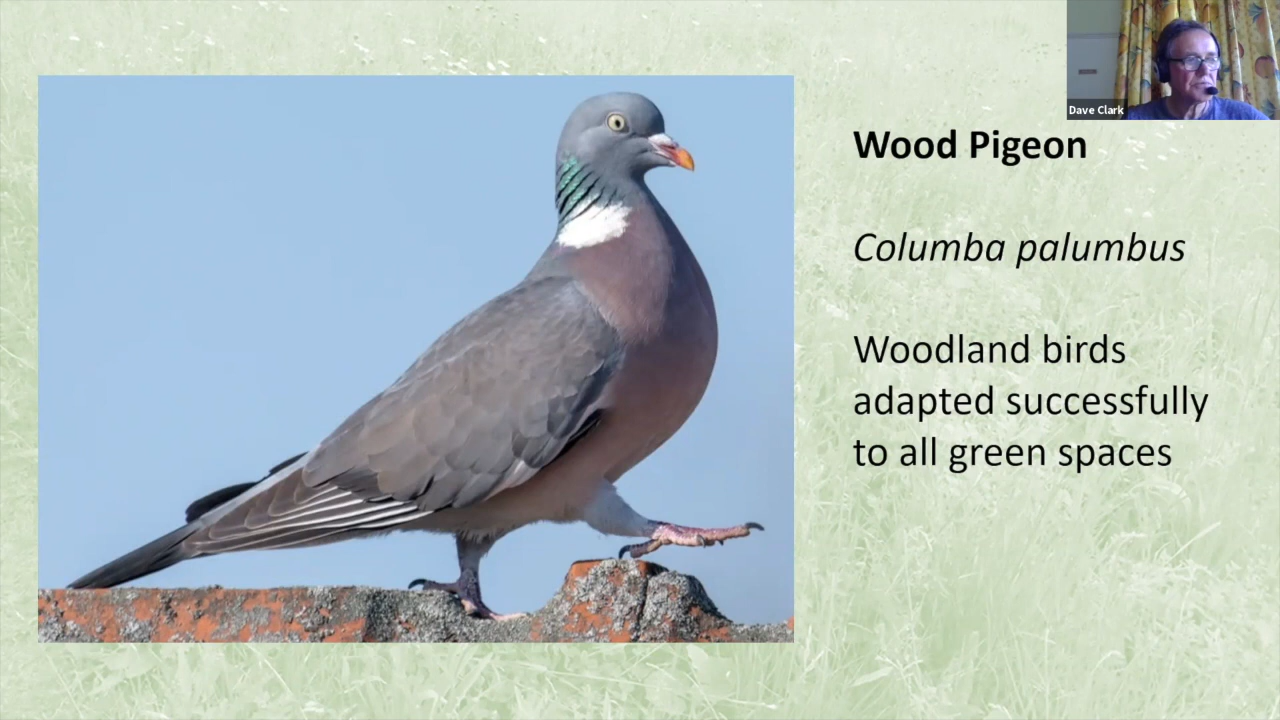 Dave Clark
Wood Pigeon
Columba palumbus
Woodland birds
adapted successfully
to all green spaces